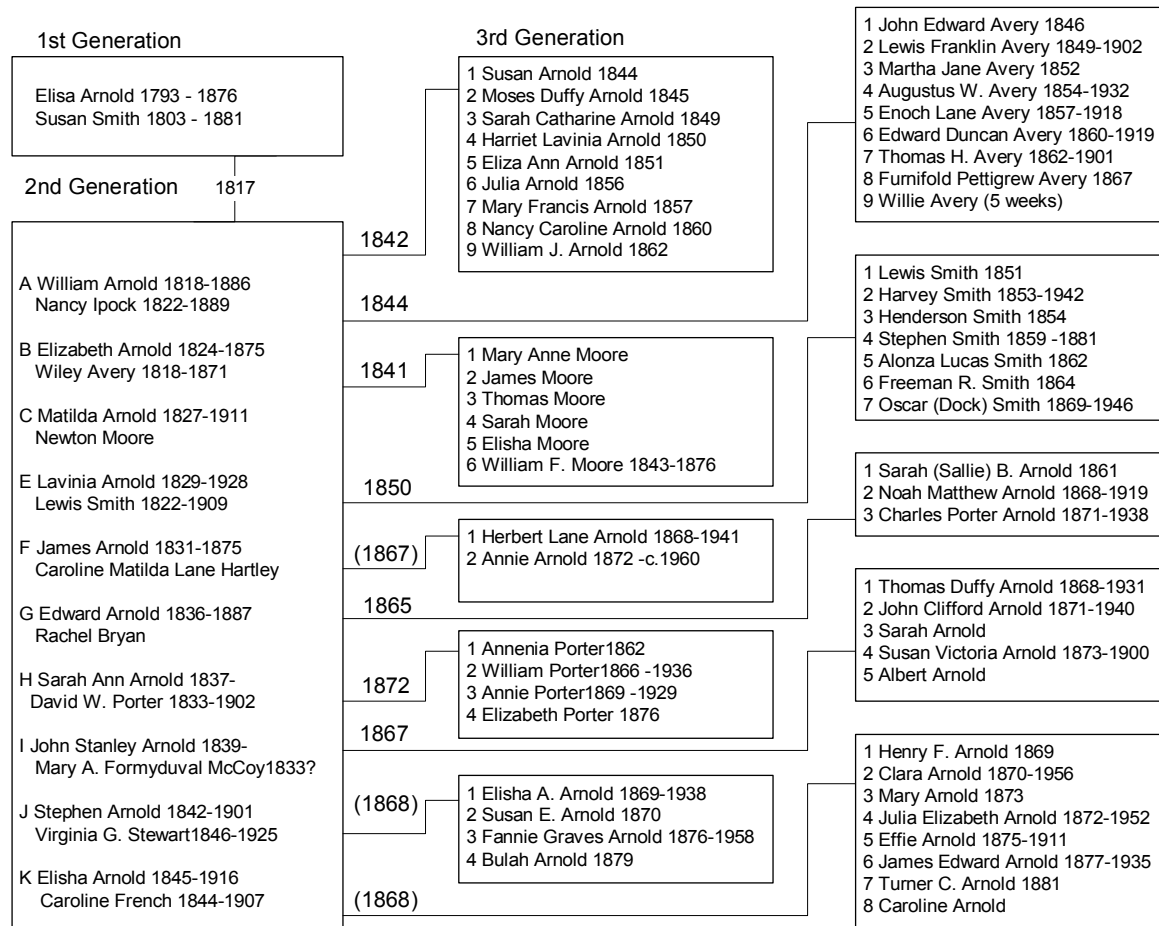 1st Generation
Elisa Arnold 1793 - 1876
Susan Smith 1803 - 1881
1817
2nd Generation
A William Arnold 1818-1886
Nancy Ipock 1822-1889
B Elizabeth Arnold 1824-1875
Wiley Avery 1818-1871
C Matilda Arnold 1827-1911
Newton Moore
E Lavinia Arnold 1829-1928
Lewis Smith 1822-1909
F James Arnold 1831-1875
Caroline Matilda Lane Hartley
G Edward Arnold 1836-1887
Rachel Bryan
H Sarah Ann Arnold 1837-
David W. Porter 1833-1902
I John Stanley Arnold 1839-
Mary A. Formyduval McCoy1833?
J Stephen Arnold 1842-1901
Virginia G. Stewart1846-1925
K Elisha Arnold 1845-1916
Caroline French 1844-1907
1842
1844
1841
1850
(1867)
1865
1872
1867
(1868)
(1868)
3rd Generation
1 Susan Arnold 1844
2 Moses Duffy Arnold 1845
3 Sarah Catharine Arnold 1849
4 Harriet Lavinia Arnold 1850
5 Eliza Ann Arnold 1851
6 Julia Arnold 1856
7 Mary Francis Arnold 1857
8 Nancy Caroline Arnold 1860
9 William J. Arnold 1862
1 Mary Anne Moore
2 James Moore
3 Thomas Moore
4 Sarah Moore
5 Elisha Moore
6 William F. Moore 1843-1876
1 Herbert Lane Arnold 1868-1941
2 Annie Arnold 1872 -c.1960
1 Annenia Porter1862
2 William Porter1866 -1936
3 Annie Porter1869 -1929
4 Elizabeth Porter 1876
1 Elisha A. Arnold 1869-1938
2 Susan E. Arnold 1870
3 Fannie Graves Arnold 1876-1958
4 Bulah Arnold 1879
1 John Edward Avery 1846
2 Lewis Franklin Avery 1849-1902
3 Martha Jane Avery 1852
4 Augustus W. Avery 1854-1932
5 Enoch Lane Avery 1857-1918
6 Edward Duncan Avery 1860-1919
7 Thomas H. Avery 1862-1901
8 Furnifold Pettigrew Avery 1867
9 Willie Avery (5 weeks)
1 Lewis Smith 1851
2 Harvey Smith 1853-1942
3 Henderson Smith 1854
4 Stephen Smith 1859 -1881
5 Alonza Lucas Smith 1862
6 Freeman R. Smith 1864
7 Oscar (Dock) Smith 1869-1946
1 Sarah (Sallie) B. Arnold 1861
2 Noah Matthew Arnold 1868-1919
3 Charles Porter Arnold 1871-1938
1 Thomas Duffy Arnold 1868-1931
2 John Clifford Arnold 1871-1940
3 Sarah Arnold
4 Susan Victoria Arnold 1873-1900
5 Albert Arnold
1 Henry F. Arnold 1869
2 Clara Arnold 1870-1956
3 Mary Arnold 1873
4 Julia Elizabeth Arnold 1872-1952
5 Effie Arnold 1875-1911
6 James Edward Arnold 1877-1935
7 Turner C. Arnold 1881
8 Caroline Arnold